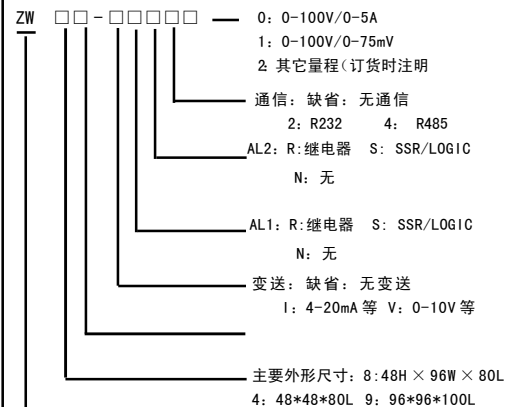 ZW □□-□□□□□ 0: 0-100V/0-5A
1: 0-100V/0-75mV
2 其它量程(订货时注明
通信: 缺省: 无通信
2: R232 4: R485
AL2: R:继电器 S: SSR/LOGIC
N: 无
AL1: R:继电器 S: SSR/LOGIC
N: 无
变送: 缺省: 无变送
I: 4-20mA 等 V: 0-10V 等
主要外形尺寸: 8:48H × 96W × 80L
4: 48*48*80L 9: 96*96*100L